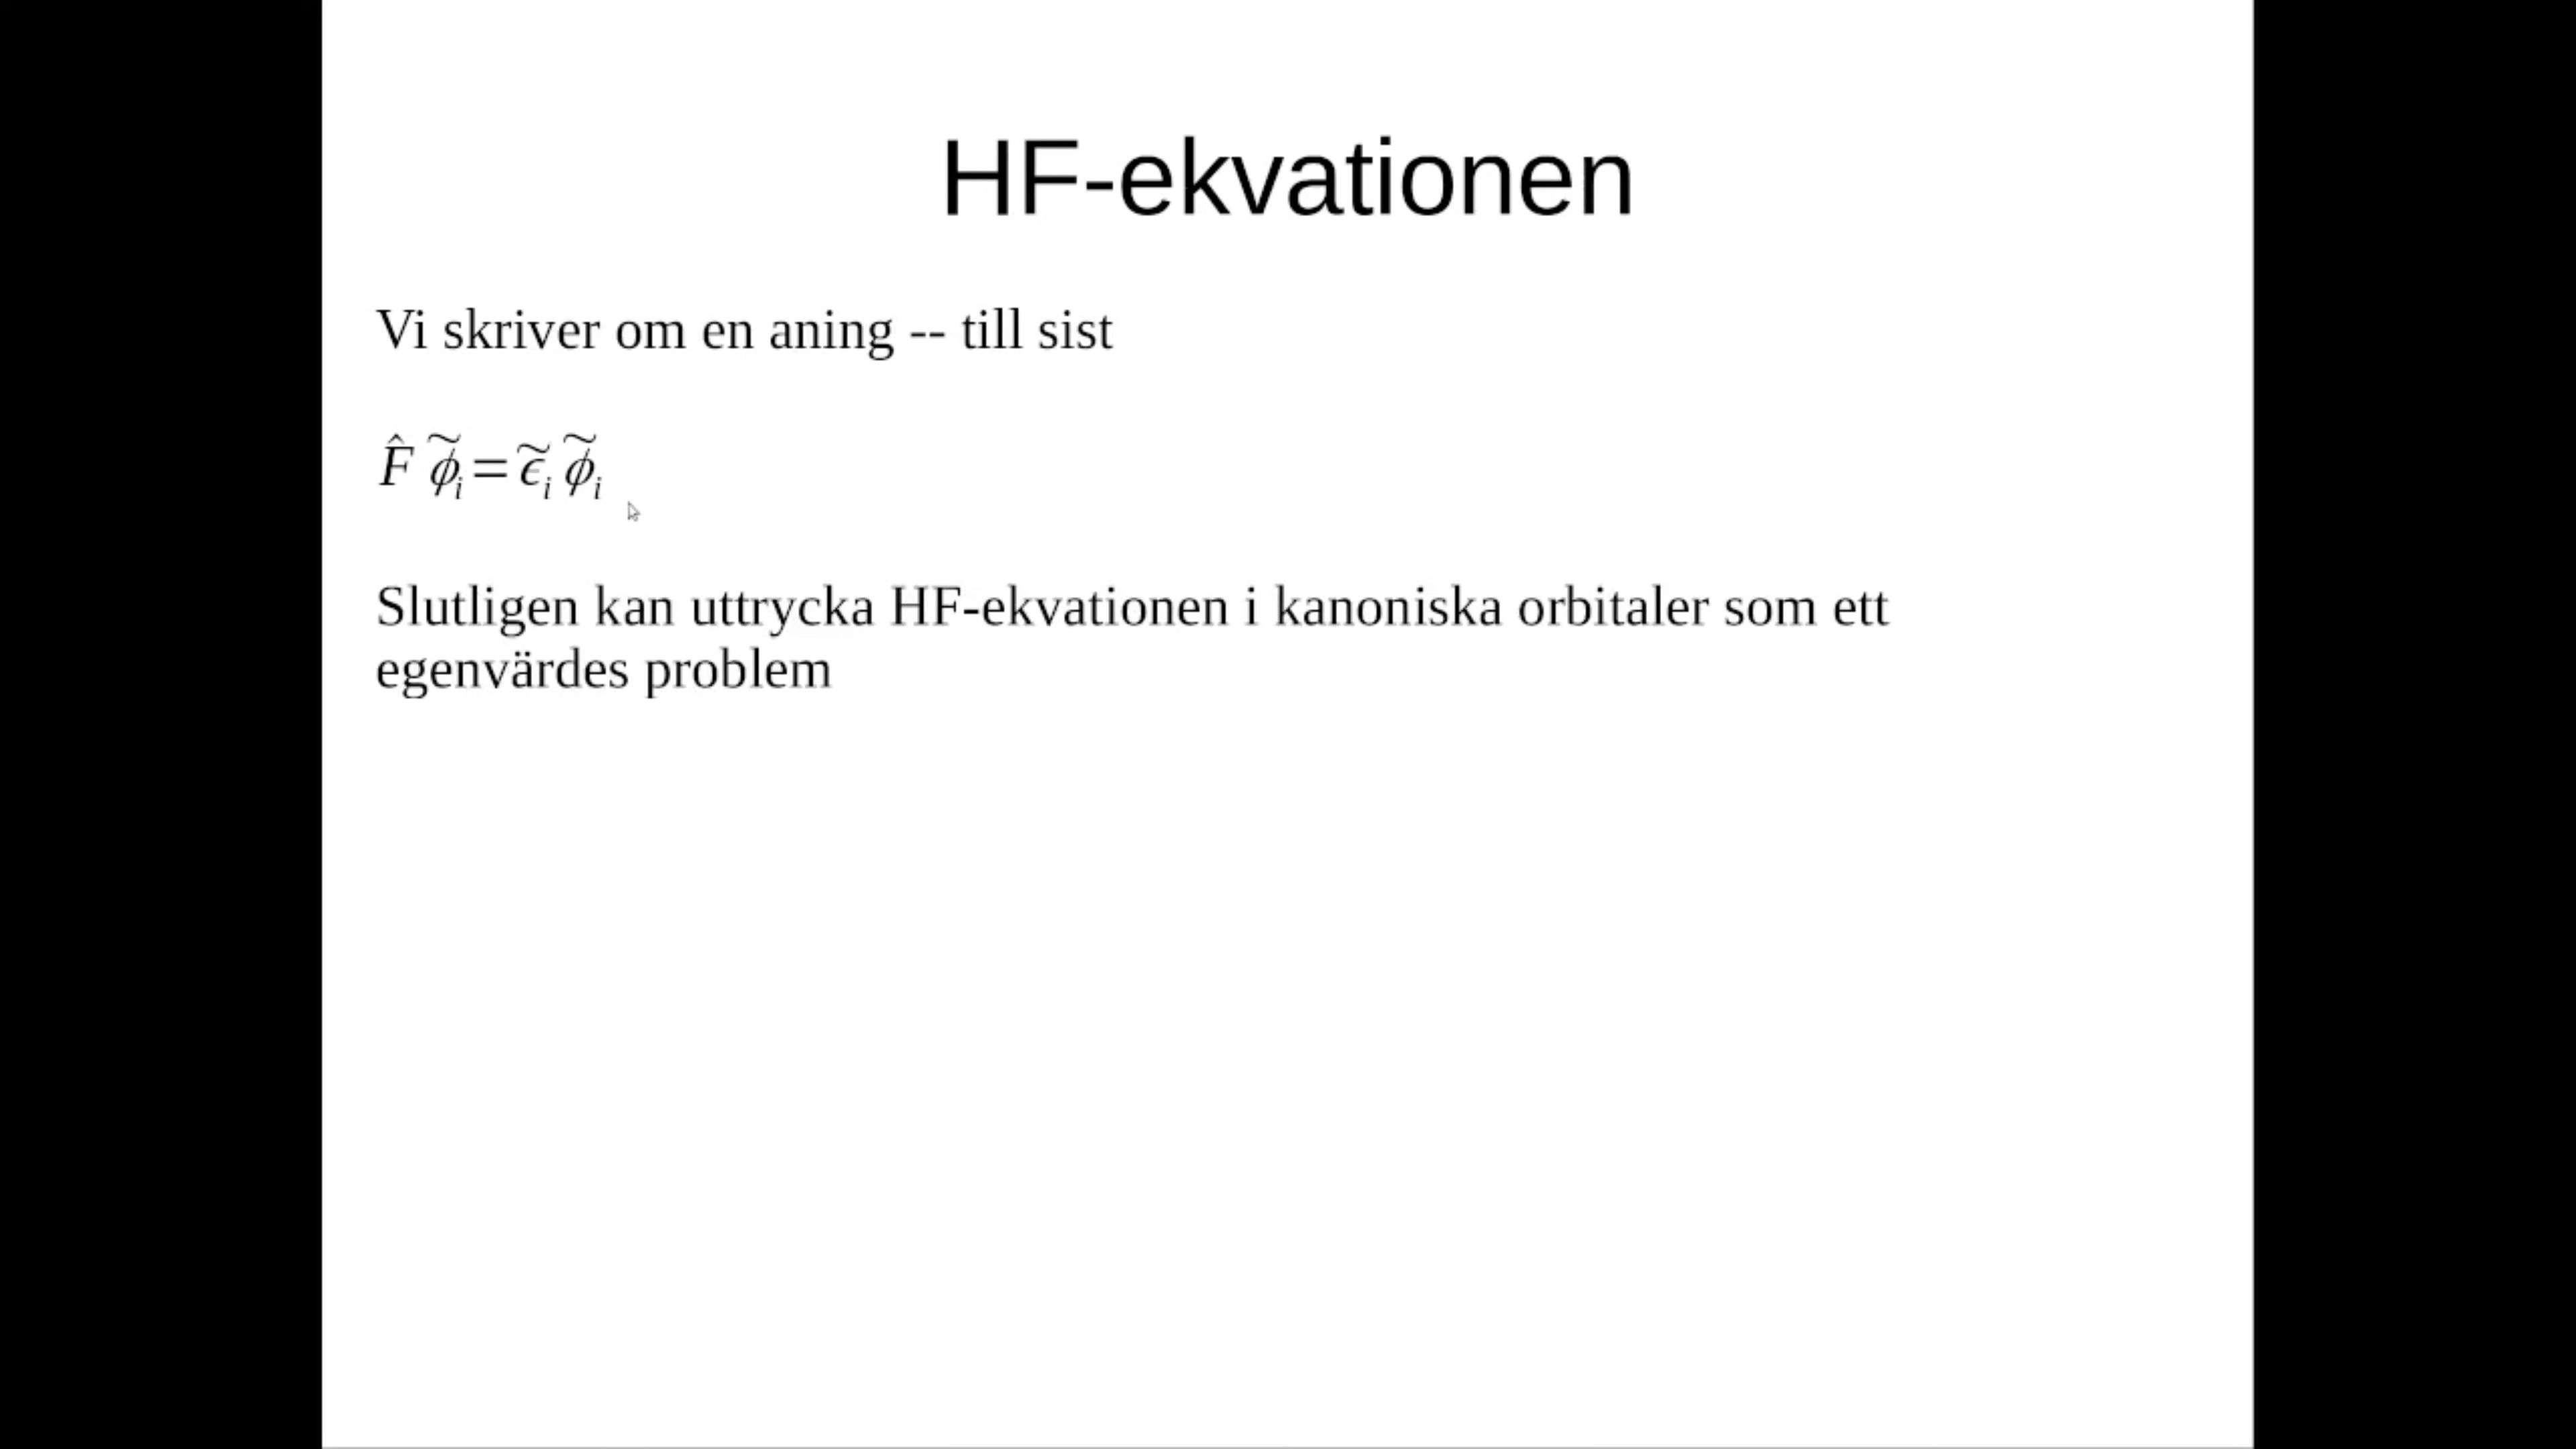 HF-ekvationen
Vi skriver om en aning -- till sist
F̂ ϕ̃ᵢ = ϵ̃ᵢ ϕ̃ᵢ
Slutligen kan uttrycka HF-ekvationen i kanoniska orbitaler som ett
egenvärdes problem